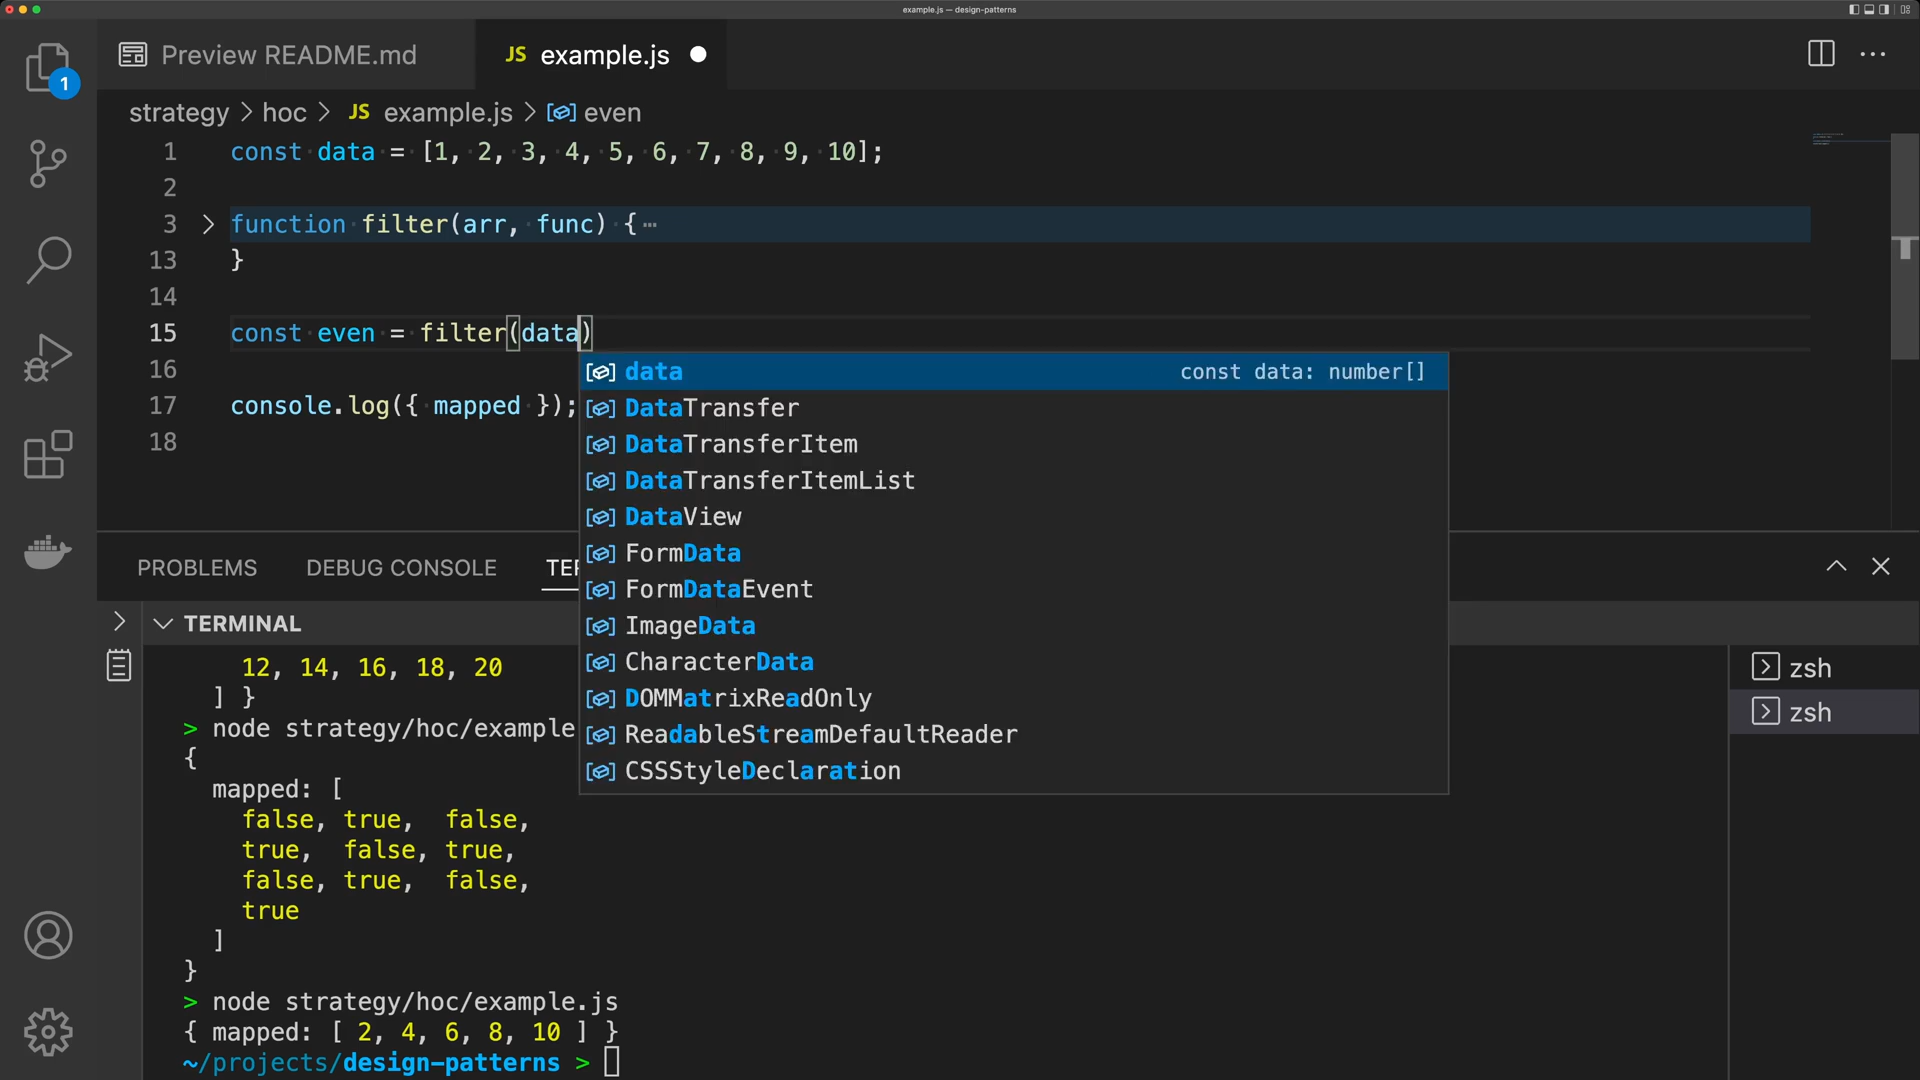 example.js — design-patterns
Preview README.md
JS example.js
strategy > hoc > JS example.js > even
1 const data = [1, 2, 3, 4, 5, 6, 7, 8, 9, 10];
2
3 function filter(arr, func) {…
13 }
14
15 const even = filter(data)
16
17 console.log({ mapped });
18
data const data: number[]
DataTransfer
DataTransferItem
DataTransferItemList
DataView
FormData
FormDataEvent
ImageData
CharacterData
DOMMatrixReadOnly
ReadableStreamDefaultReader
CSSStyleDeclaration
1
PROBLEMS DEBUG CONSOLE TER
TERMINAL
12, 14, 16, 18, 20
] }
> node strategy/hoc/example
{
mapped: [
false, true, false,
true, false, true,
false, true, false,
true
]
}
> node strategy/hoc/example.js
{ mapped: [ 2, 4, 6, 8, 10 ] }
~/projects/design-patterns >
zsh
zsh